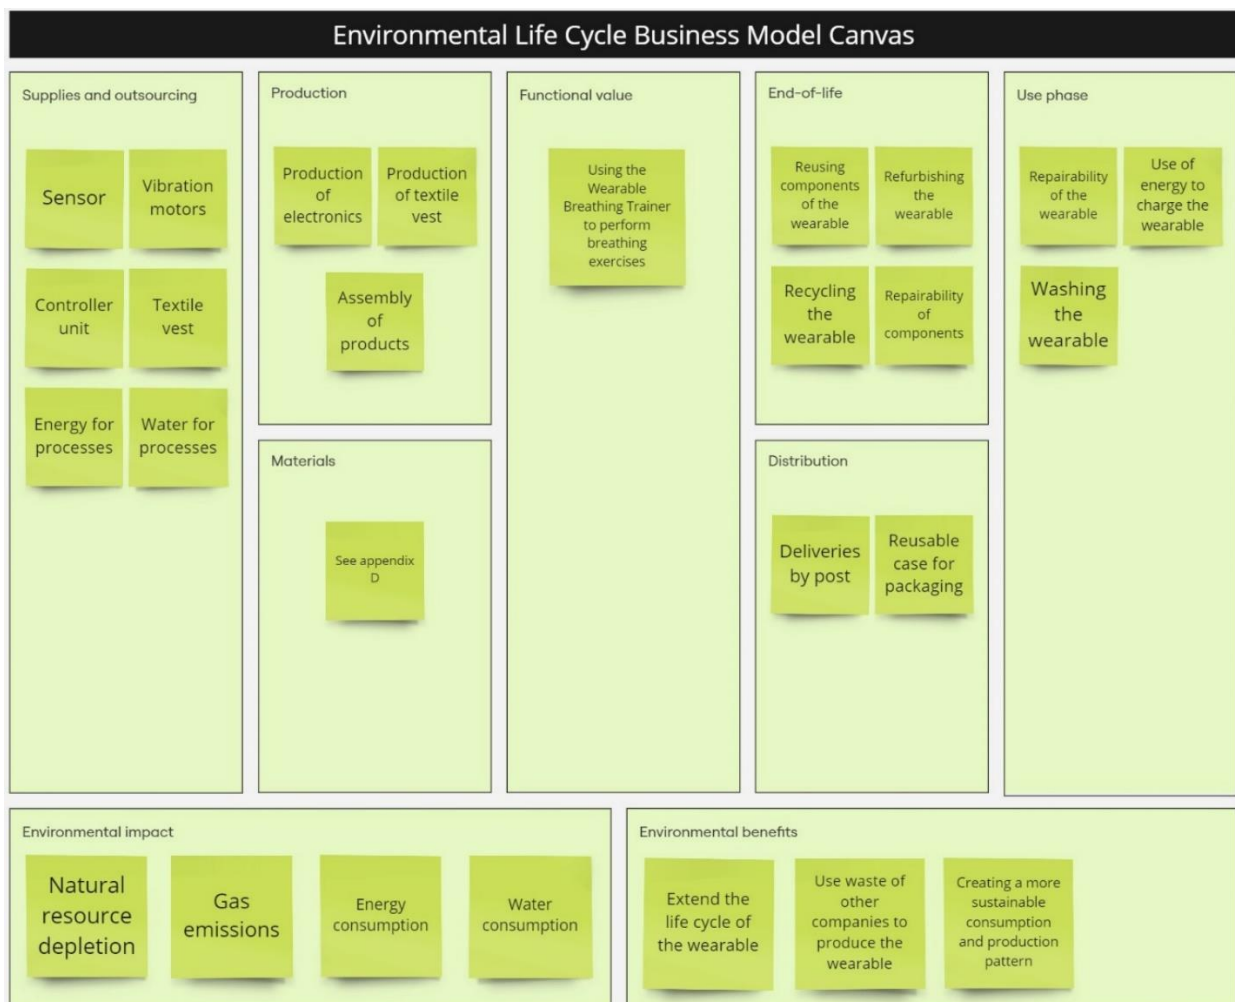 Environmental Life Cycle Business Model Canvas
Supplies and outsourcing
Sensor
Vibration
motors
Controller
unit
Textile
vest
Energy for
processes
Water for
processes
Production
Production
of
electronics
Production
of textile
vest
Assembly
of
products
Materials
See appendix
D
Functional value
Using the
Wearable
Breathing Trainer
to perform
breathing
exercises
End-of-life
Reusing
components
of the
wearable
Refurbishing
the
wearable
Recycling
the
wearable
Repairability
of
components
Distribution
Deliveries
by post
Reusable
case for
packaging
Use phase
Repairability
of the
wearable
Use of
energy to
charge the
wearable
Washing
the
wearable
Environmental impact
Natural
resource
depletion
Gas
emissions
Energy
consumption
Water
consumption
Environmental benefits
Extend the
life cycle of
the wearable
Use waste of
other
companies to
produce the
wearable
Creating a more
sustainable
consumption
and production
pattern